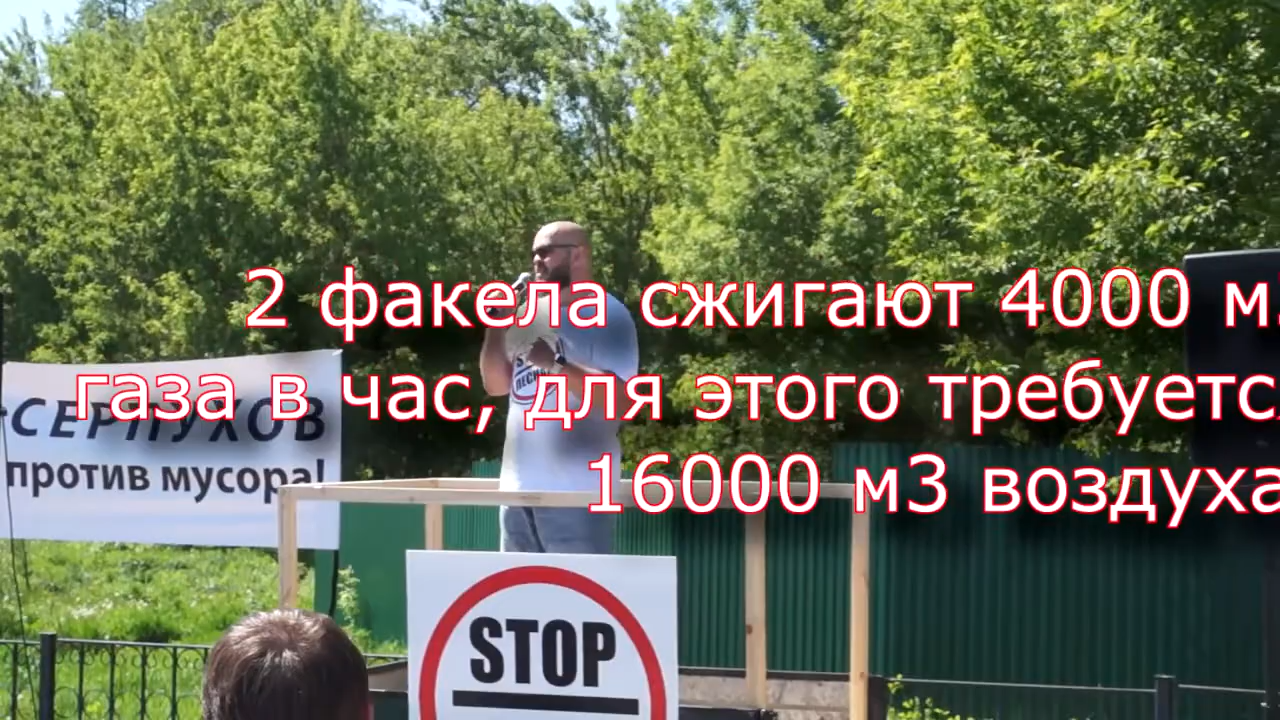 2 факела сжигают 4000 м
газа в час, для этого требуетс
16000 м3 воздуха
СЕРПУХОВ
против мусора!
STOP